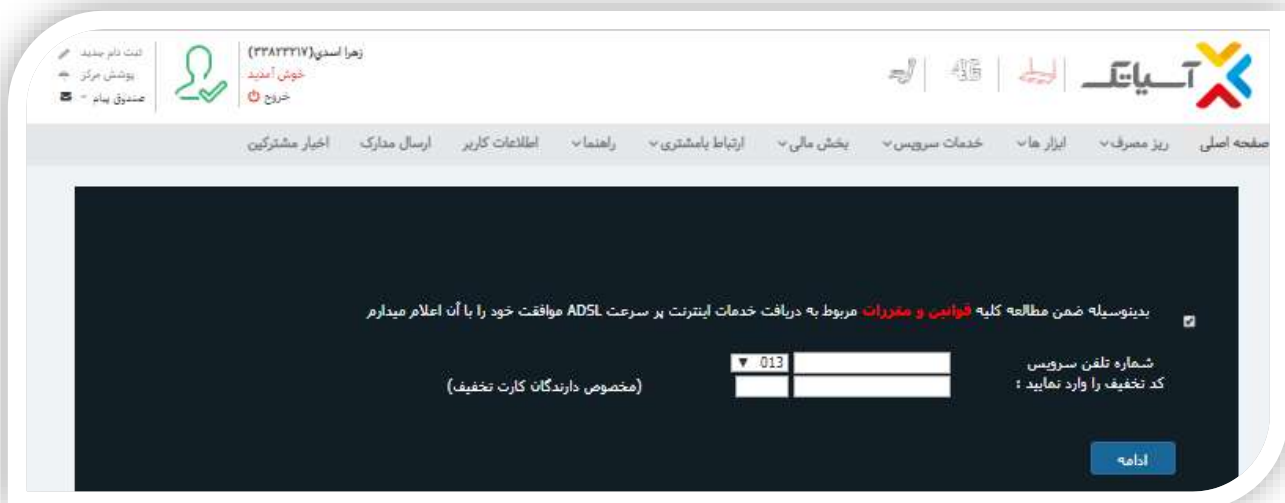 آسیاتک
4G
زهرا اسدی(۳۳۸۲۳۲۱۷)
خوش آمدید
خروج
ثبت نام جدید
پوشش مرکز
صندوق پیام -
صفحه اصلی ریز مصرف ابزار ها خدمات سرویس بخش مالی ارتباط بامشتری راهنما اطلاعات کاربر ارسال مدارک اخبار مشترکین
بدینوسیله ضمن مطالعه کلیه قوانین و مقررات مربوط به دریافت خدمات اینترنت پر سرعت ADSL موافقت خود را با آن اعلام میدارم
شماره تلفن سرویس 013
کد تخفیف را وارد نمایید : (مخصوص دارندگان کارت تخفیف)
ادامه